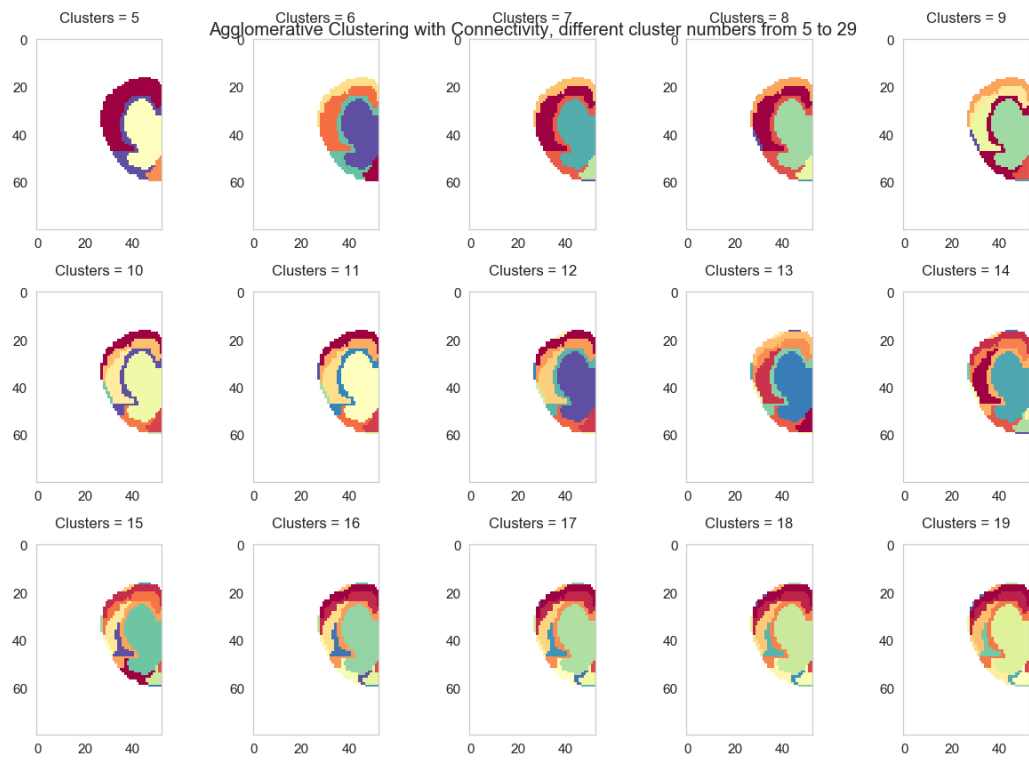 Clusters = 5 Clusters = 6 Clusters = 7 Clusters = 8 Clusters = 9
Agglomerative Clustering with Connectivity, different cluster numbers from 5 to 29
0 0 0 0 0
20 20 20 20 20
40 40 40 40 40
60 60 60 60 60
0 20 40 0 20 40 0 20 40 0 20 40 0 20 40
Clusters = 10 Clusters = 11 Clusters = 12 Clusters = 13 Clusters = 14
0 0 0 0 0
20 20 20 20 20
40 40 40 40 40
60 60 60 60 60
0 20 40 0 20 40 0 20 40 0 20 40 0 20 40
Clusters = 15 Clusters = 16 Clusters = 17 Clusters = 18 Clusters = 19
0 0 0 0 0
20 20 20 20 20
40 40 40 40 40
60 60 60 60 60
0 20 40 0 20 40 0 20 40 0 20 40 0 20 40